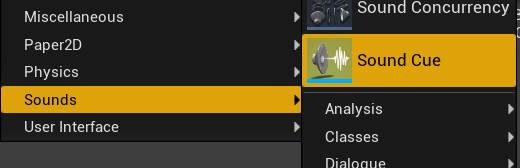 Miscellaneous
Paper2D
Physics
Sounds
User Interface
Sound Concurrency
Sound Cue
Analysis
Classes
Dialogue